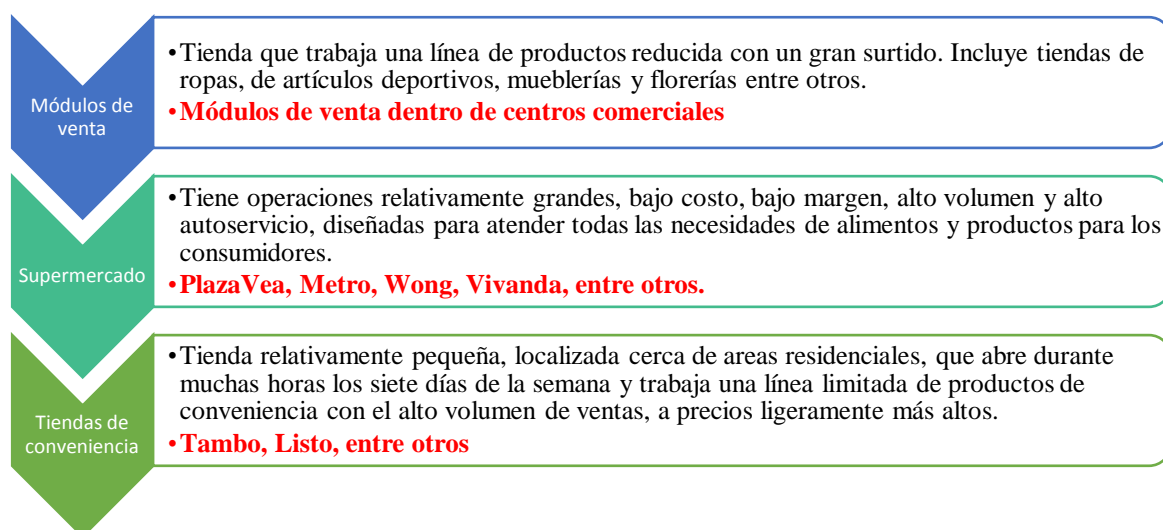 Módulos de
venta
•Tienda que trabaja una línea de productos reducida con un gran surtido. Incluye tiendas de
ropas, de artículos deportivos, mueblerías y florerías entre otros.
•Módulos de venta dentro de centros comerciales
Supermercado
•Tiene operaciones relativamente grandes, bajo costo, bajo margen, alto volumen y alto
autoservicio, diseñadas para atender todas las necesidades de alimentos y productos para los
consumidores.
•PlazaVea, Metro, Wong, Vivanda, entre otros.
Tiendas de
conveniencia
•Tienda relativamente pequeña, localizada cerca de areas residenciales, que abre durante
muchas horas los siete días de la semana y trabaja una línea limitada de productos de
conveniencia con el alto volumen de ventas, a precios ligeramente más altos.
•Tambo, Listo, entre otros